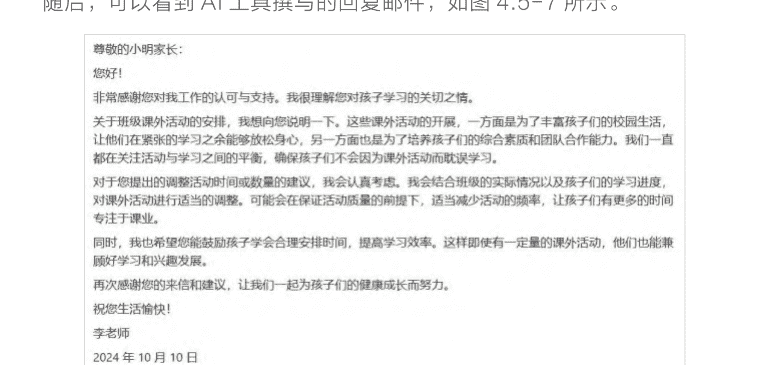 随后，可以看到 AI 工具撰写的回复邮件，如图 4.5-7 所示。
尊敬的小明家长：
您好！
非常感谢您对我工作的认可与支持。我很理解您对孩子学习的关切之情。
关于班级课外活动的安排，我想向您说明一下。这些课外活动的开展，一方面是为了丰富孩子们的校园生活，
让他们在紧张的学习之余能够放松身心，另一方面也是为了培养孩子们的综合素质和团队合作能力。我们一直
都在关注活动与学习之间的平衡，确保孩子们不会因为课外活动而耽误学习。
对于您提出的调整活动时间或数量的建议，我会认真考虑。我会结合班级的实际情况以及孩子们的学习进度，
对课外活动进行适当的调整。可能会在保证活动质量的前提下，适当减少活动的频率，让孩子们有更多的时间
专注于课业。
同时，我也希望您能鼓励孩子学会合理安排时间，提高学习效率。这样即使有一定量的课外活动，他们也能兼
顾好学习和兴趣发展。
再次感谢您的来信和建议，让我们一起为孩子们的健康成长而努力。
祝您生活愉快！
李老师
2024 年 10 月 10 日